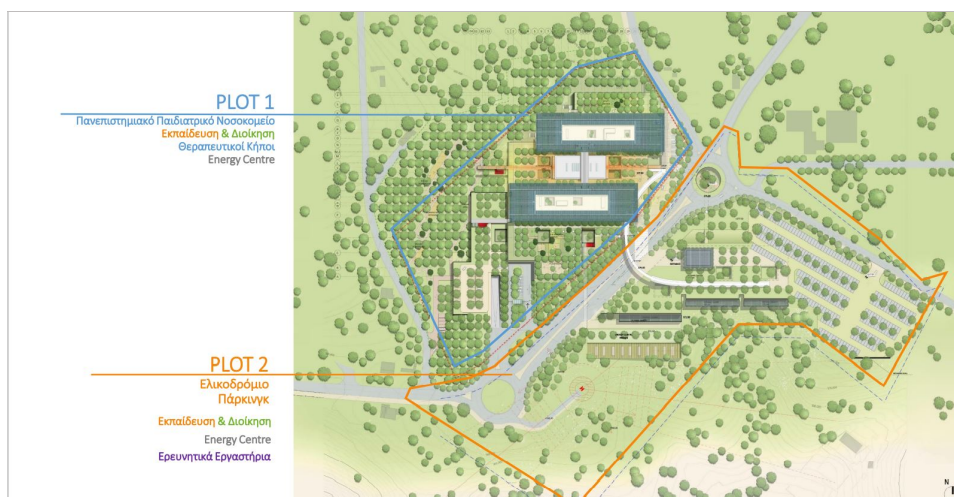 PLOT 1
Πανεπιστημιακό Παιδιατρικό Νοσοκομείο
Εκπαίδευση & Διοίκηση
Θεραπευτικοί Κήποι
Energy Centre
PLOT 2
Ελικοδρόμιο
Πάρκινγκ
Εκπαίδευση & Διοίκηση
Energy Centre
Ερευνητικά Εργαστήρια
N